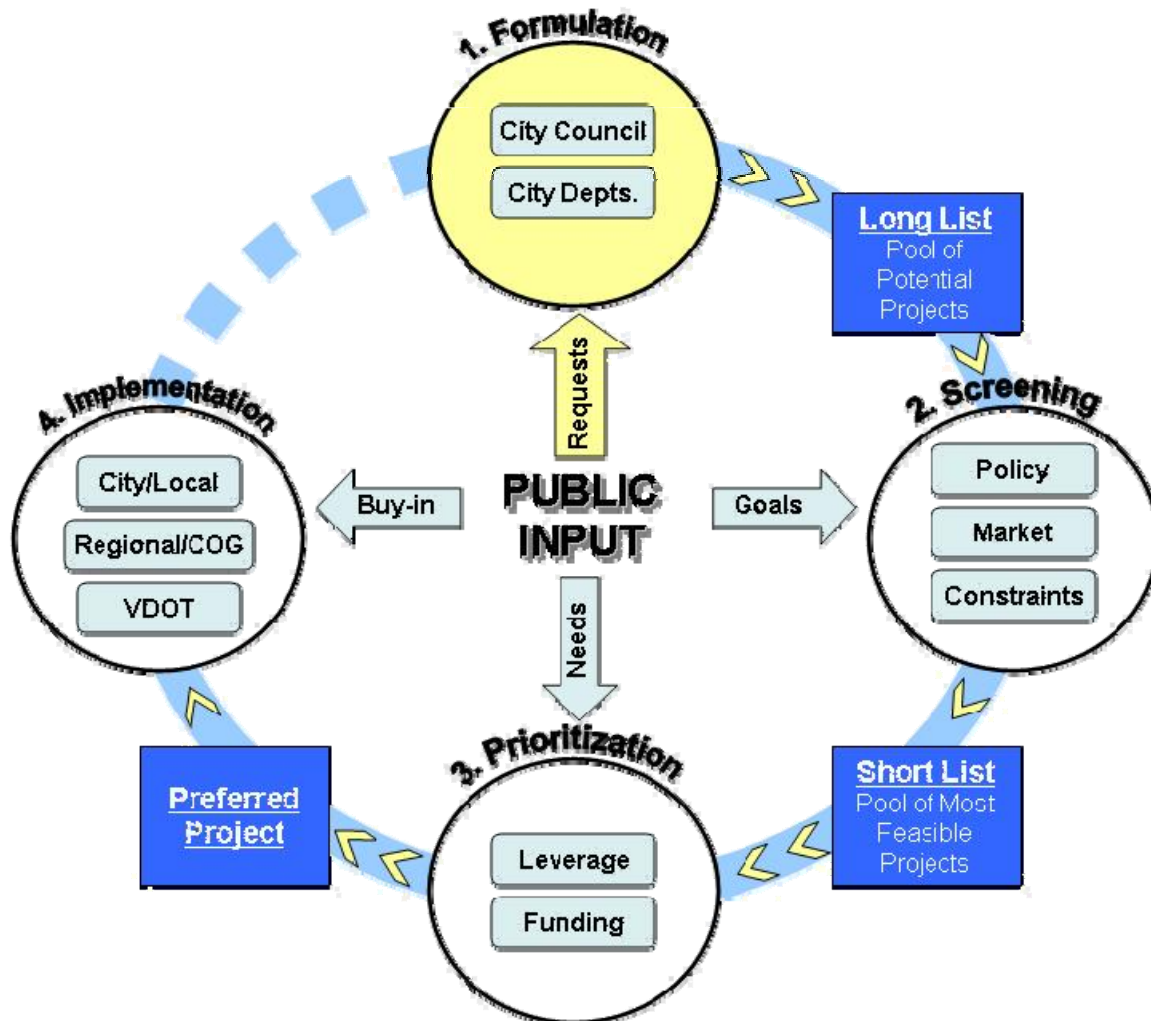 1. Formulation
City Council
City Depts.
Long List
Pool of
Potential
Projects
Requests
4. Implementation
City/Local
Regional/COG
VDOT
Buy-in
PUBLIC
INPUT
Goals
2. Screening
Policy
Market
Constraints
Needs
3. Prioritization
Leverage
Funding
Preferred
Project
Short List
Pool of Most
Feasible
Projects